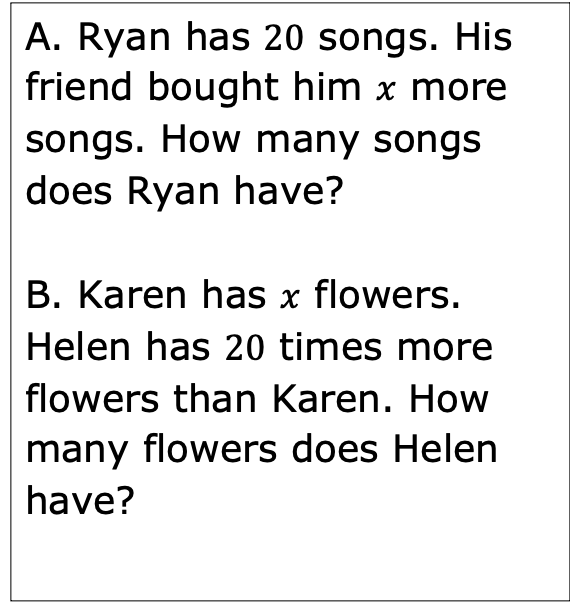 A. Ryan has 20 songs. His
friend bought him x more
songs. How many songs
does Ryan have?
B. Karen has x flowers.
Helen has 20 times more
flowers than Karen. How
many flowers does Helen
have?